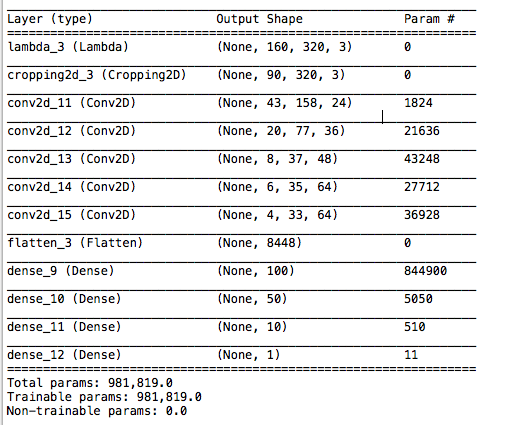 Layer (type) Output Shape Param #
lambda_3 (Lambda) (None, 160, 320, 3) 0
cropping2d_3 (Cropping2D) (None, 90, 320, 3) 0
conv2d_11 (Conv2D) (None, 43, 158, 24) 1824
conv2d_12 (Conv2D) (None, 20, 77, 36) 21636
conv2d_13 (Conv2D) (None, 8, 37, 48) 43248
conv2d_14 (Conv2D) (None, 6, 35, 64) 27712
conv2d_15 (Conv2D) (None, 4, 33, 64) 36928
flatten_3 (Flatten) (None, 8448) 0
dense_9 (Dense) (None, 100) 844900
dense_10 (Dense) (None, 50) 5050
dense_11 (Dense) (None, 10) 510
dense_12 (Dense) (None, 1) 11
Total params: 981,819.0
Trainable params: 981,819.0
Non-trainable params: 0.0